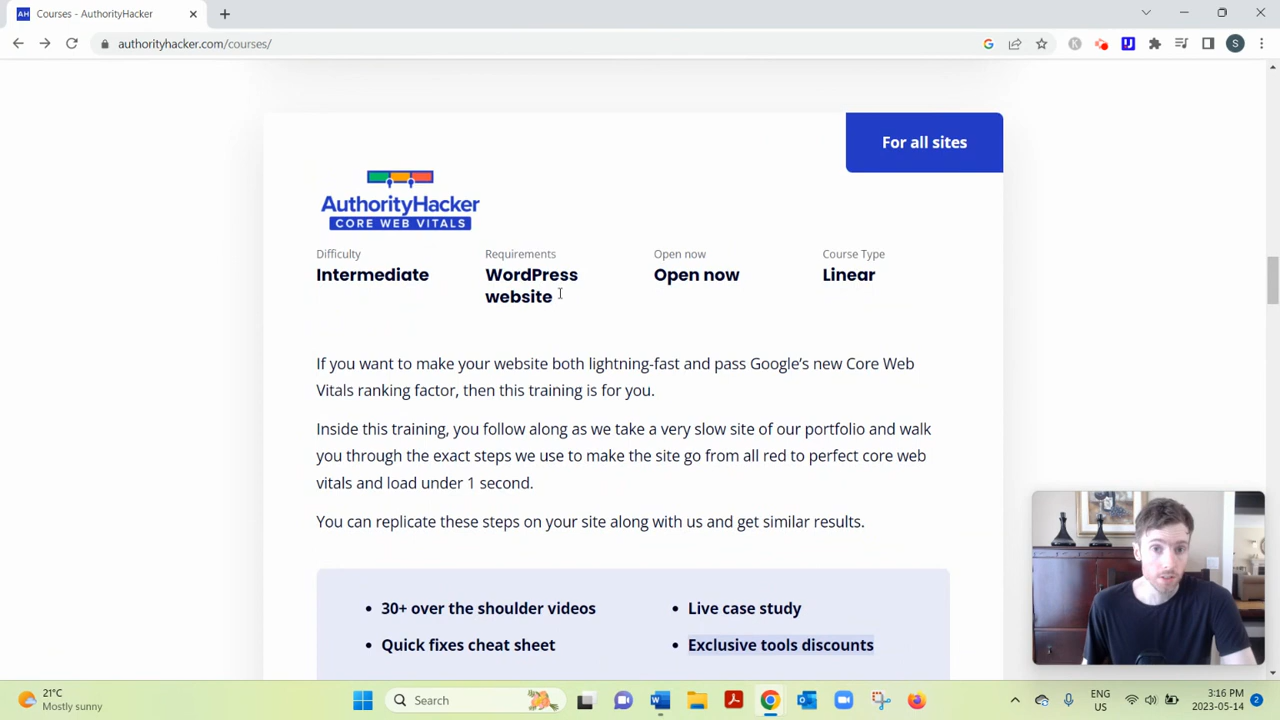 AH Courses - AuthorityHacker
authorityhacker.com/courses/
S
For all sites
AuthorityHacker
CORE WEB VITALS
Difficulty
Intermediate
Requirements
WordPress
website
Open now
Open now
Course Type
Linear
If you want to make your website both lightning-fast and pass Google’s new Core Web
Vitals ranking factor, then this training is for you.
Inside this training, you follow along as we take a very slow site of our portfolio and walk
you through the exact steps we use to make the site go from all red to perfect core web
vitals and load under 1 second.
You can replicate these steps on your site along with us and get similar results.
• 30+ over the shoulder videos
• Live case study
• Quick fixes cheat sheet
• Exclusive tools discounts
21°C
Mostly sunny
Search
ENG
US
3:16 PM
2023-05-14
2